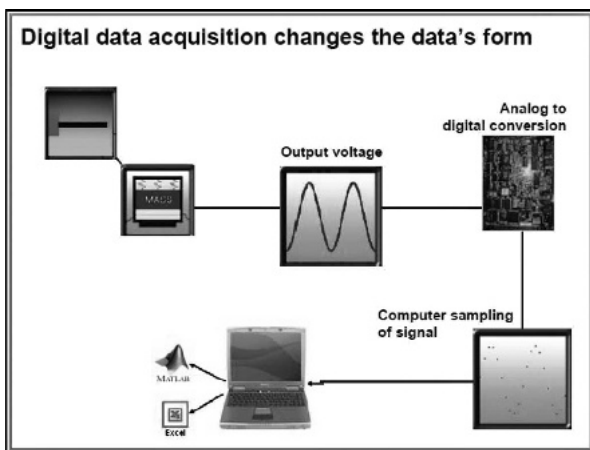 Digital data acquisition changes the data's form
Analog to
digital conversion
Output voltage
MACS
Computer sampling
of signal
MATLAB
Excel